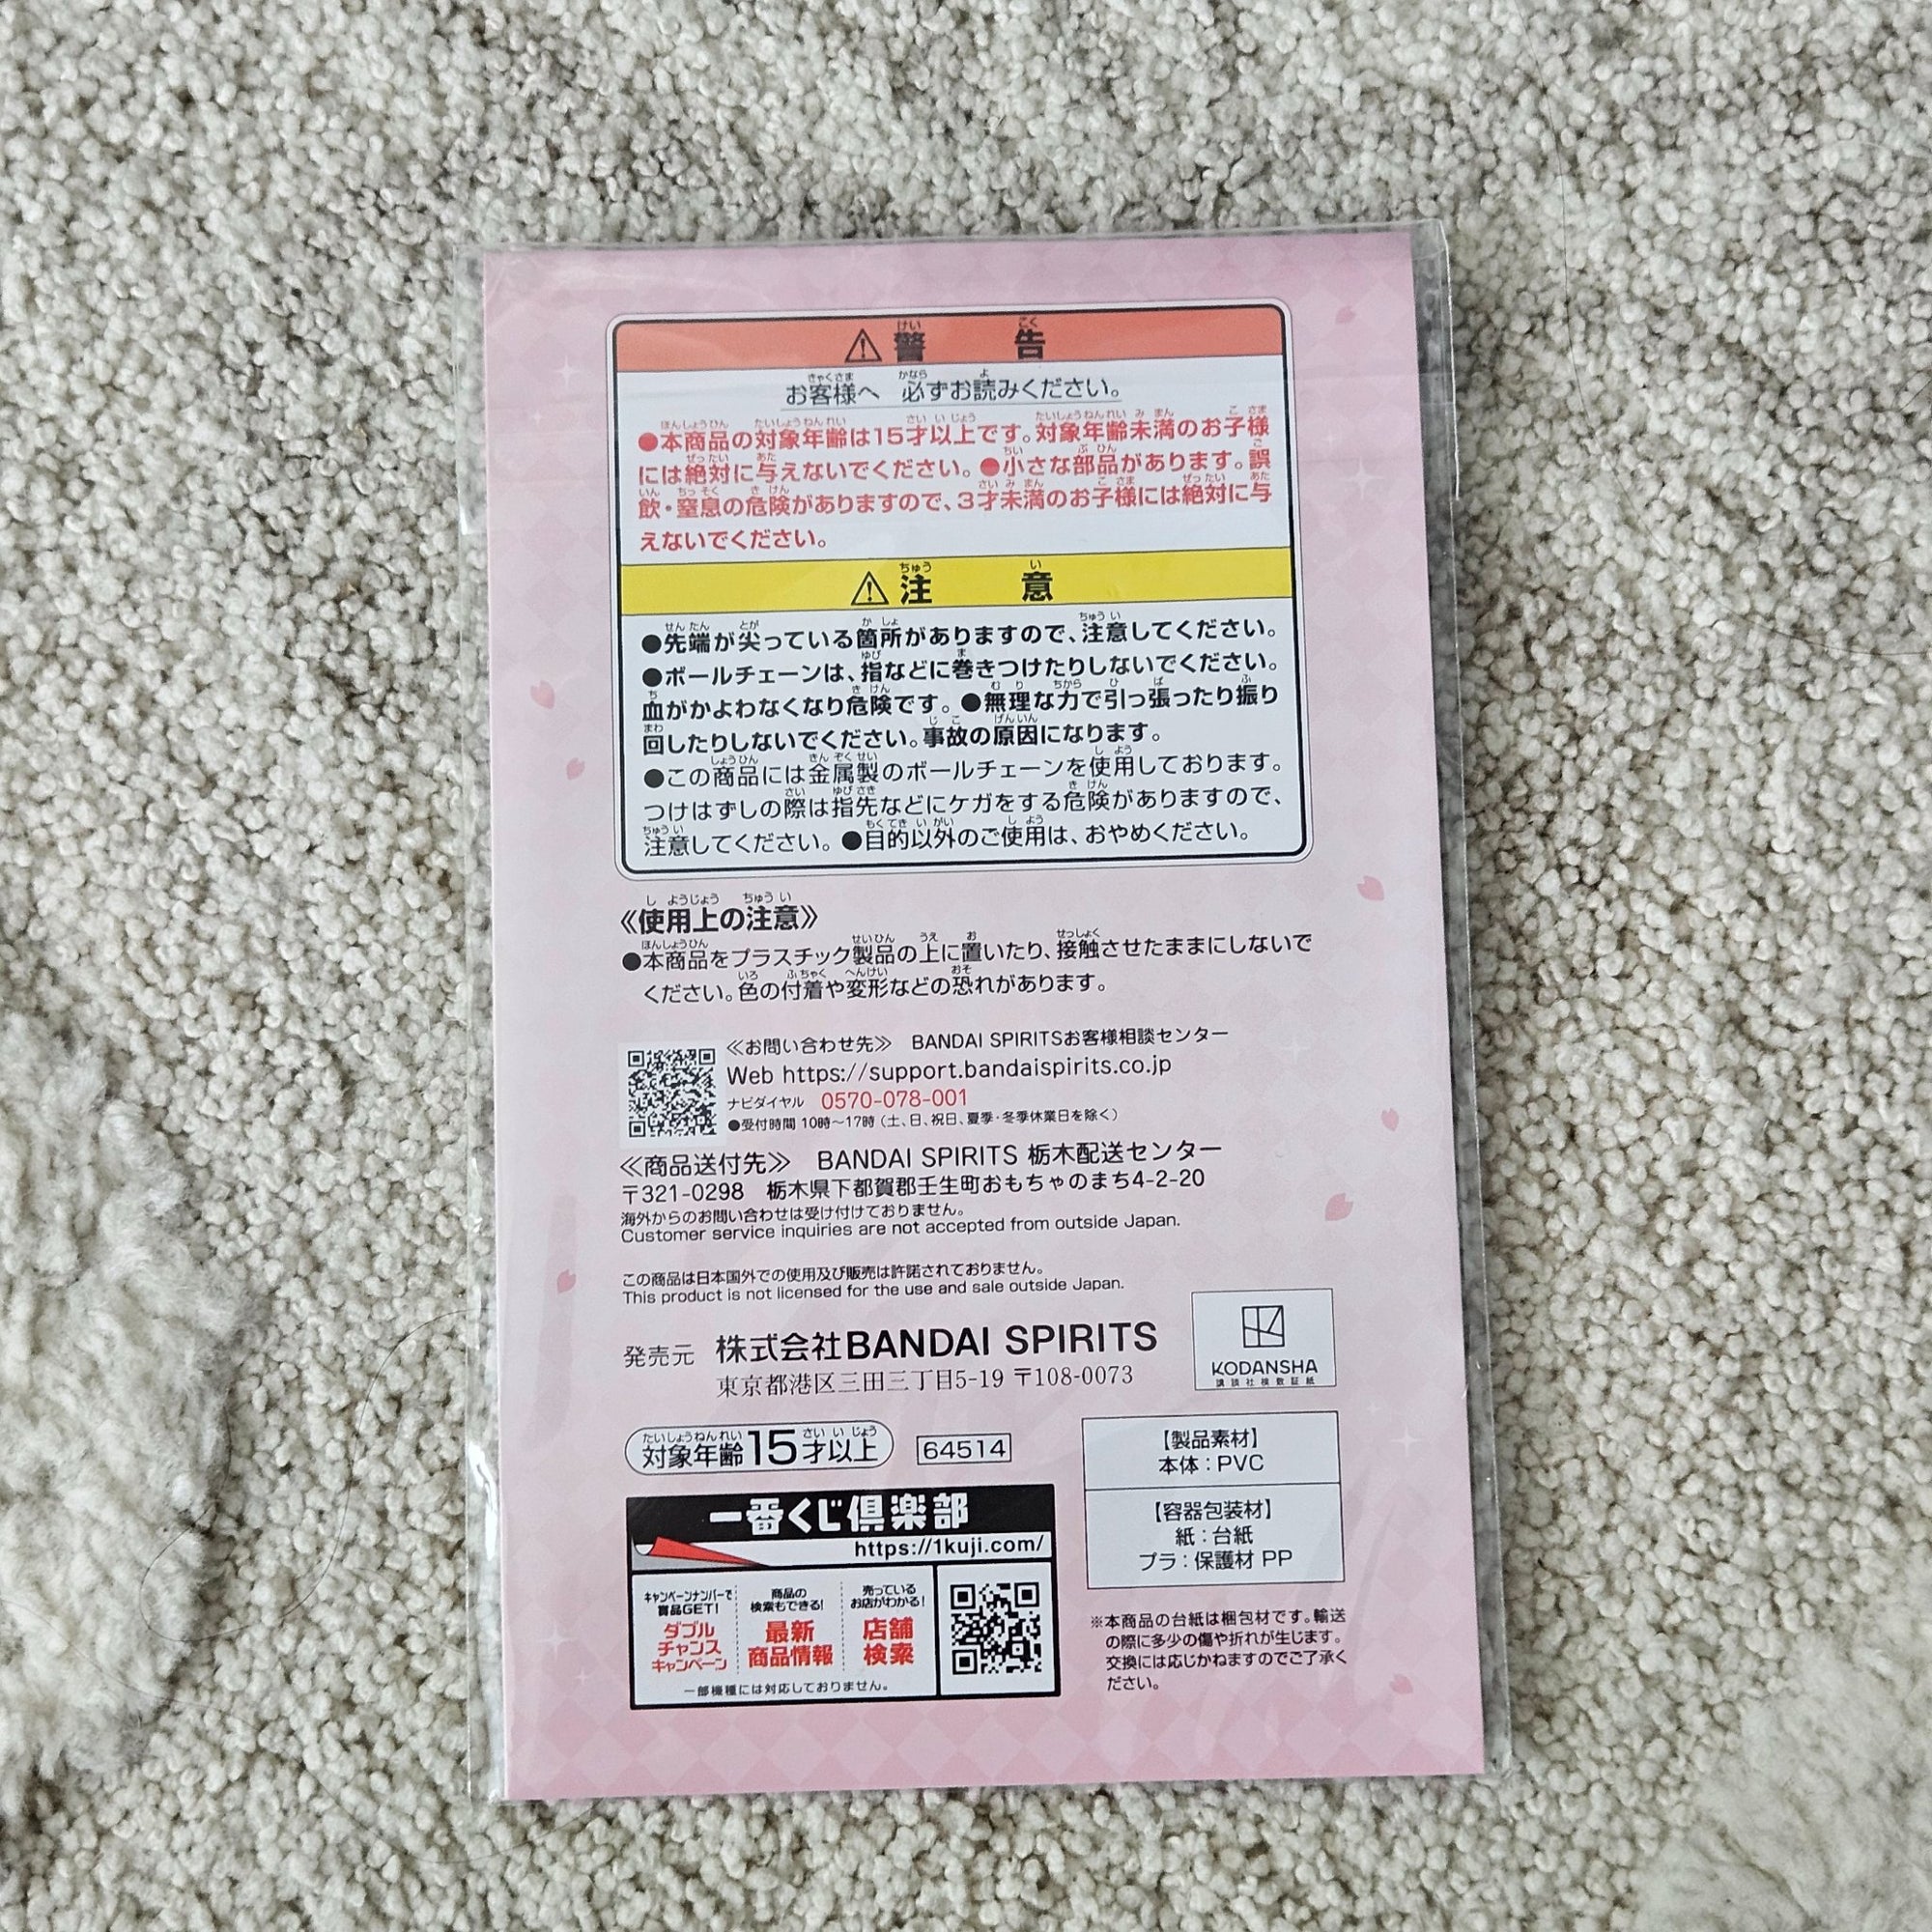 ⚠警告
お客様へ 必ずお読みください。
●本商品の対象年齢は15才以上です。対象年齢未満のお子様
には絶対に与えないでください。●小さな部品があります。誤
飲・窒息の危険がありますので、3才未満のお子様には絶対に与
えないでください。
⚠注意
●先端が尖っている箇所がありますので、注意してください。
●ボールチェーンは、指などに巻きつけたりしないでください。
血がかよわなくなり危険です。●無理な力で引っ張ったり振り
回したりしないでください。事故の原因になります。
●この商品には金属製のボールチェーンを使用しております。
つけはずしの際は指先などにケガをする危険がありますので、
注意してください。●目的以外のご使用は、おやめください。
《使用上の注意》
●本商品をプラスチック製品の上に置いたり、接触させたままにしないで
ください。色の付着や変形などの恐れがあります。
≪お問い合わせ先≫ BANDAI SPIRITSお客様相談センター
Web https://support.bandaispirits.co.jp
ナビダイヤル 0570-078-001
●受付時間 10時～17時（土、日、祝日、夏季・冬季休業日を除く）
≪商品送付先≫ BANDAI SPIRITS 栃木配送センター
〒321-0298 栃木県下都賀郡壬生町おもちゃのまち4-2-20
海外からのお問い合わせは受け付けておりません。
Customer service inquiries are not accepted from outside Japan.
この商品は日本国外での使用及び販売は許諾されておりません。
This product is not licensed for the use and sale outside Japan.
発売元 株式会社BANDAI SPIRITS
東京都港区三田三丁目5-19 〒108-0073
KODANSHA
講談社検数証紙
対象年齢15才以上
64514
【製品素材】
本体：PVC
【容器包装材】
紙：台紙
プラ：保護材 PP
一番くじ倶楽部
https://1kuji.com/
キャンペーンナンバーで
賞品GET!
ダブル
チャンス
キャンペーン
商品の
検索もできる!
最新
商品情報
売っている
お店がわかる!
店舗
検索
一部機種には対応しておりません。
※本商品の台紙は梱包材です。輸送
の際に多少の傷や折れが生じます。
交換には応じかねますのでご了承く
ださい。